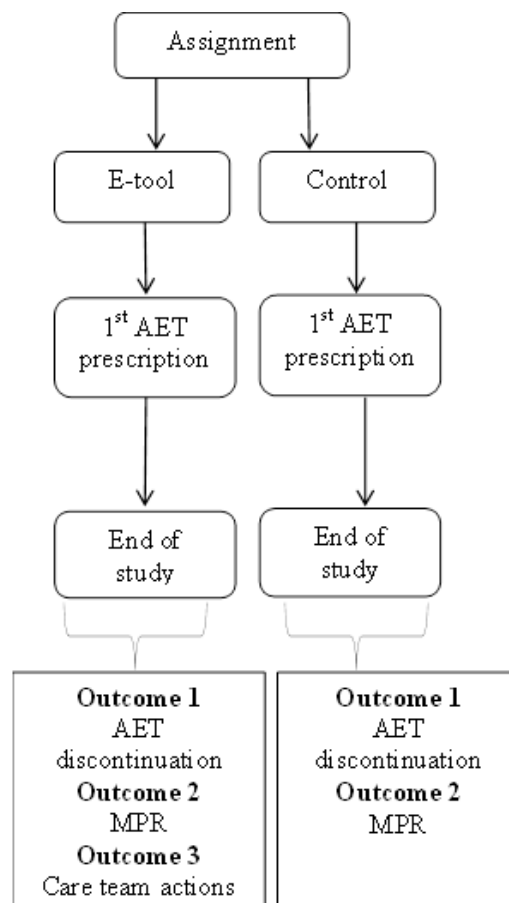 Assignment
E-tool
Control
1st AET
prescription
1st AET
prescription
End of
study
End of
study
Outcome 1
AET
discontinuation
Outcome 2
MPR
Outcome 3
Care team actions
Outcome 1
AET
discontinuation
Outcome 2
MPR